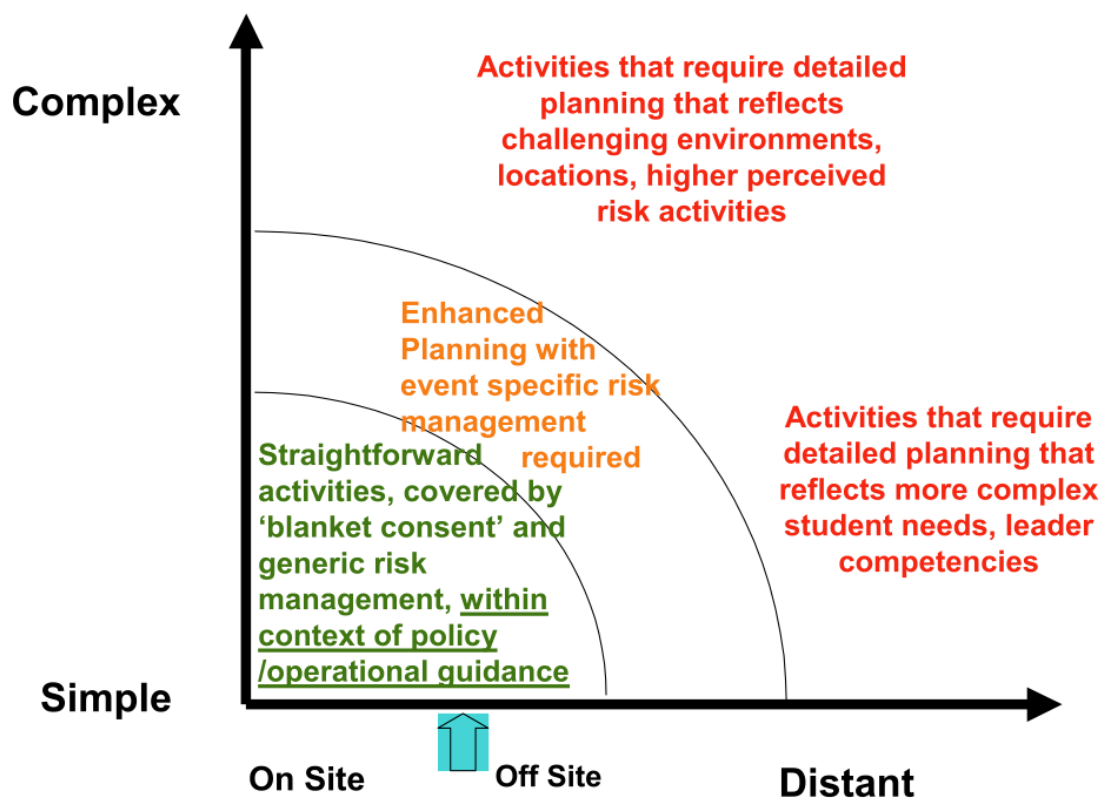 Complex
Activities that require detailed
planning that reflects
challenging environments,
locations, higher perceived
risk activities
Enhanced
Planning with
event specific risk
management
required
Straightforward
activities, covered by
‘blanket consent’ and
generic risk
management, within
context of policy
/operational guidance
Activities that require
detailed planning that
reflects more complex
student needs, leader
competencies
Simple
On Site
Off Site
Distant